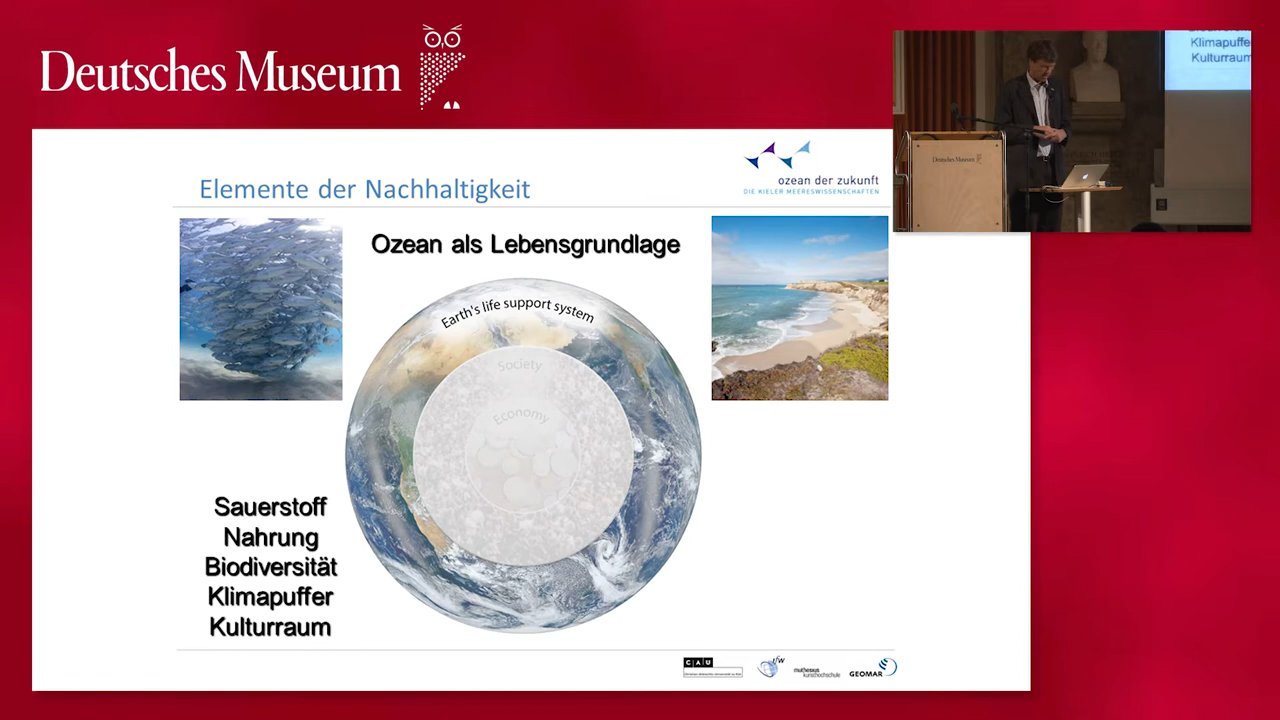 Deutsches Museum
Klimapuffer
Kulturraum
Deutsches Museum
ozean der zukunft
DIE KIELER MEERESWISSENSCHAFTEN
Elemente der Nachhaltigkeit
Ozean als Lebensgrundlage
Earth's life support system
Society
Economy
Sauerstoff
Nahrung
Biodiversität
Klimapuffer
Kulturraum
CAU
ifw
muthesius
kunsthochschule
GEOMAR